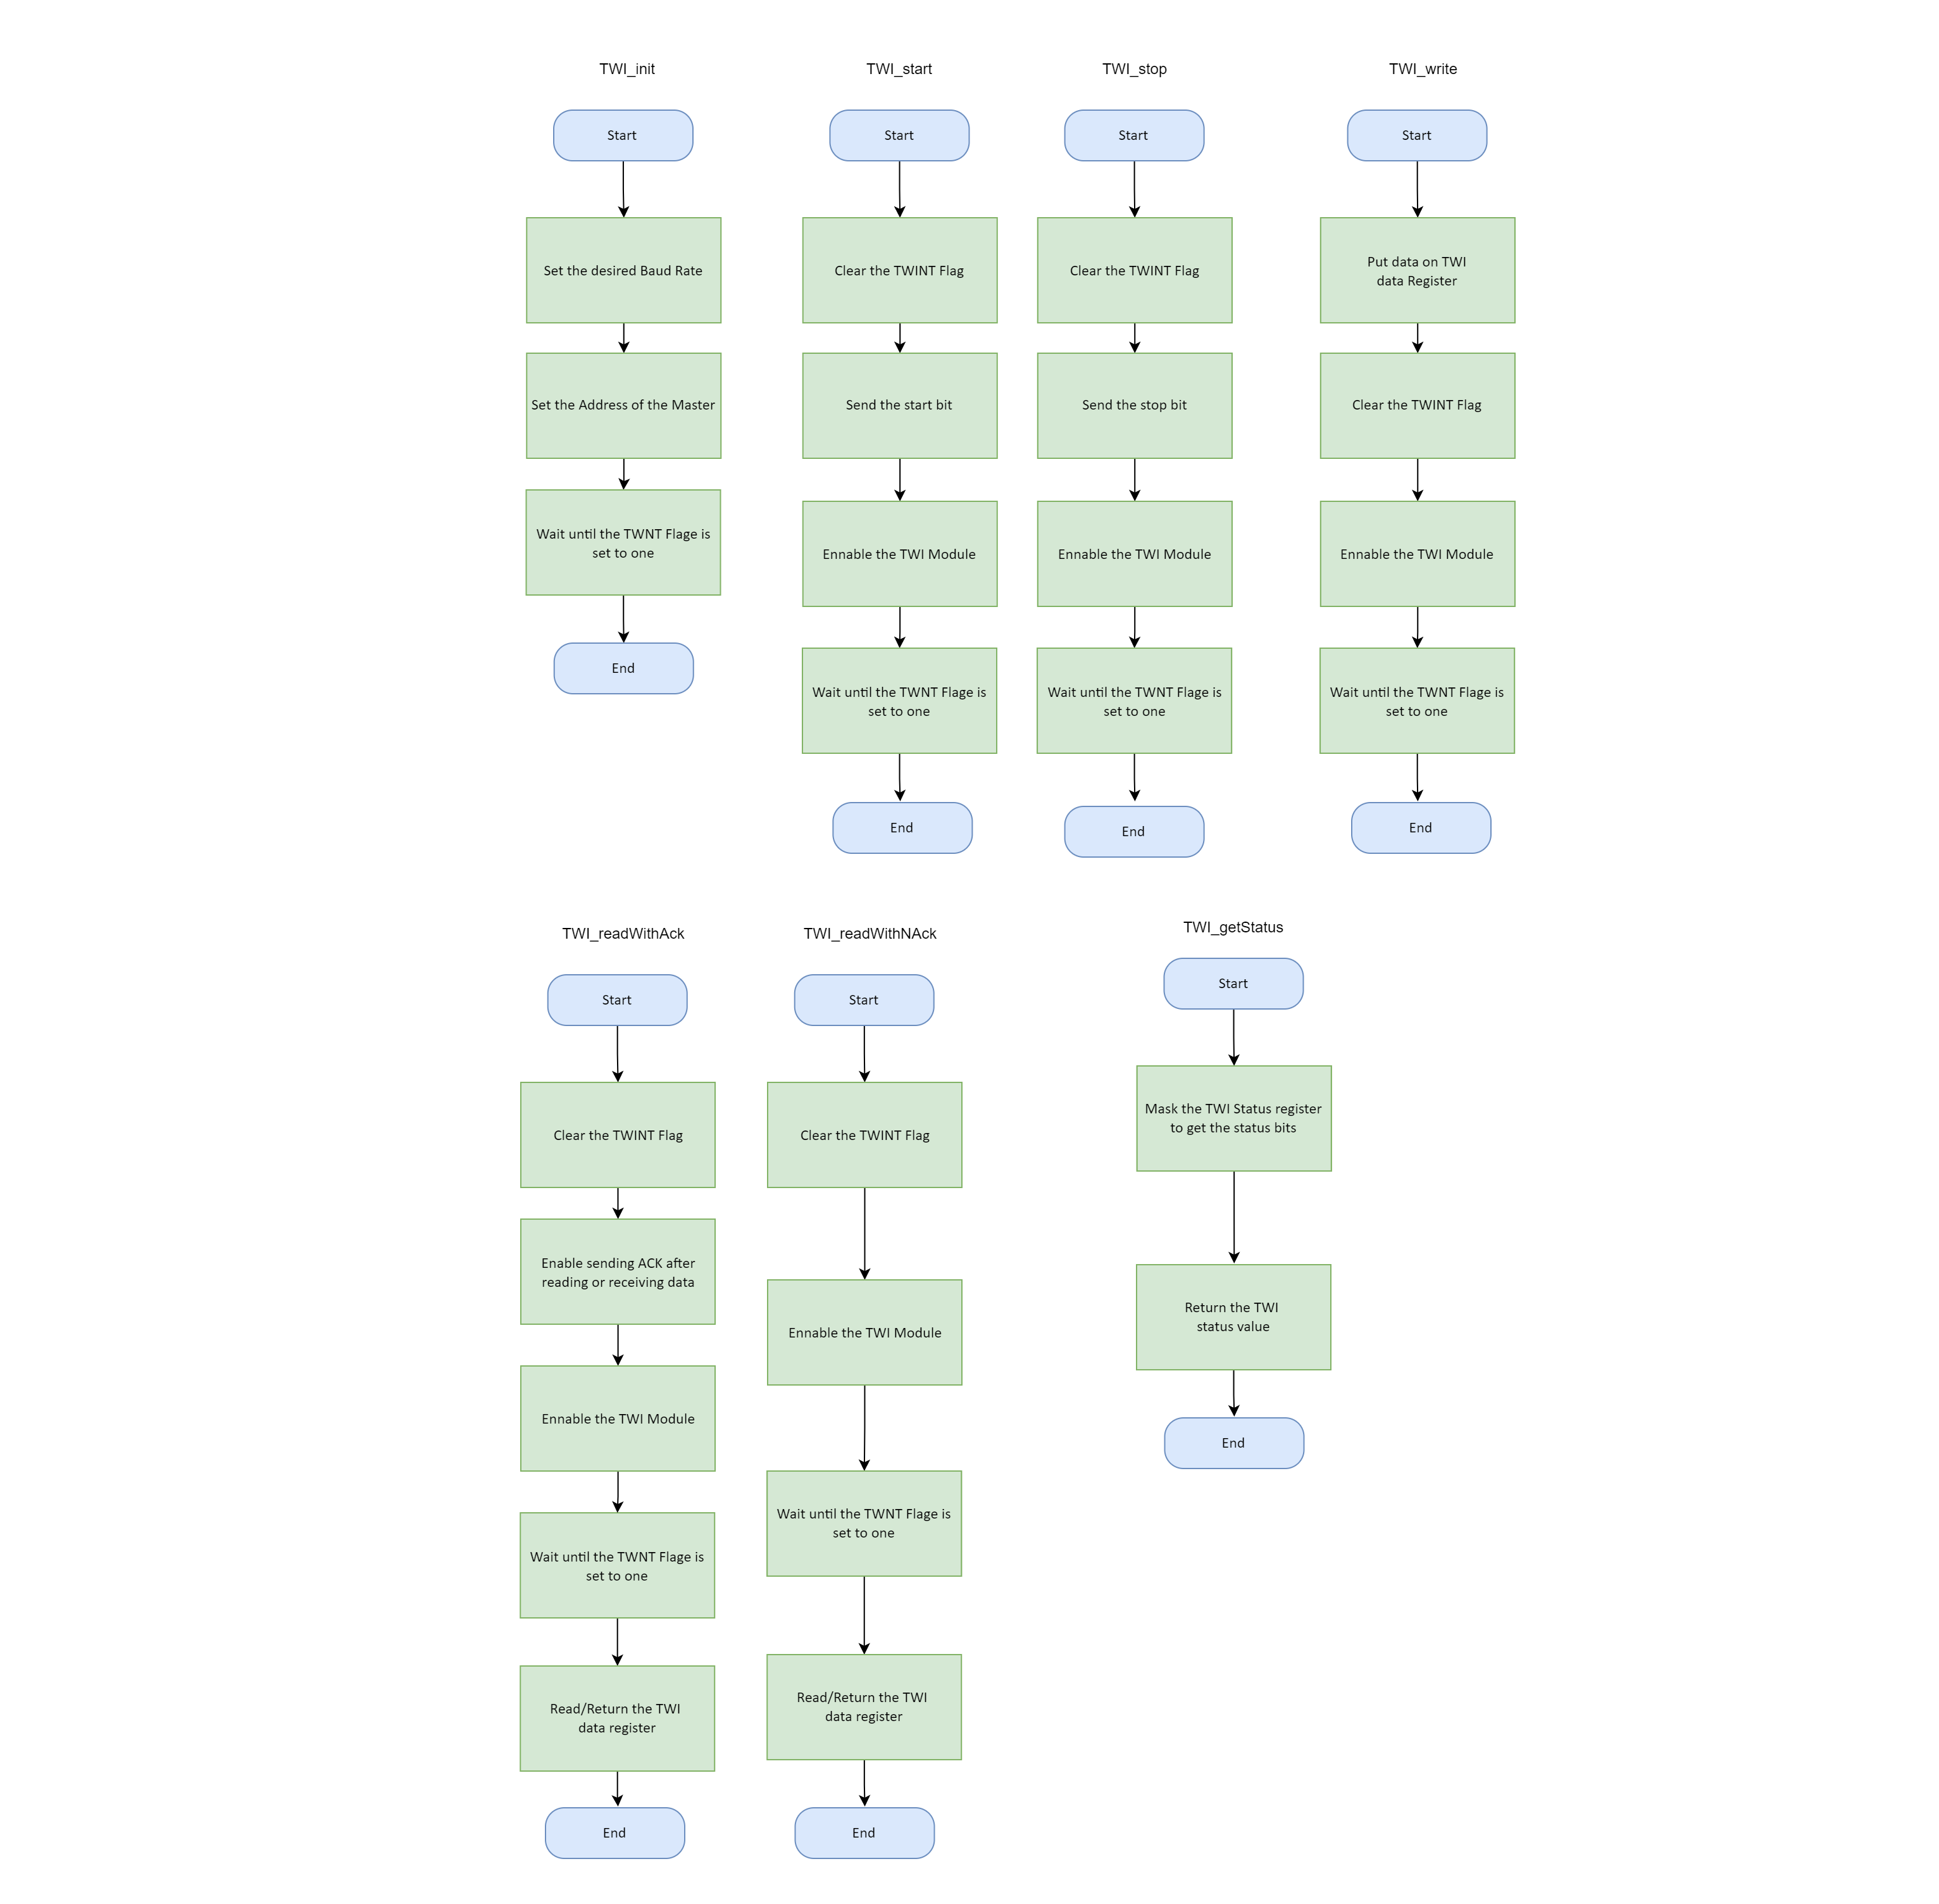 TWI_init
Start
Set the desired Baud Rate
Set the Address of the Master
Wait until the TWNT Flage is
set to one
End
TWI_start
Start
Clear the TWINT Flag
Send the start bit
Ennable the TWI Module
Wait until the TWNT Flage is
set to one
End
TWI_stop
Start
Clear the TWINT Flag
Send the stop bit
Ennable the TWI Module
Wait until the TWNT Flage is
set to one
End
TWI_write
Start
Put data on TWI
data Register
Clear the TWINT Flag
Ennable the TWI Module
Wait until the TWNT Flage is
set to one
End
TWI_readWithAck
Start
Clear the TWINT Flag
Enable sending ACK after
reading or receiving data
Ennable the TWI Module
Wait until the TWNT Flage is
set to one
Read/Return the TWI
data register
End
TWI_readWithNAck
Start
Clear the TWINT Flag
Ennable the TWI Module
Wait until the TWNT Flage is
set to one
Read/Return the TWI
data register
End
TWI_getStatus
Start
Mask the TWI Status register
to get the status bits
Return the TWI
status value
End